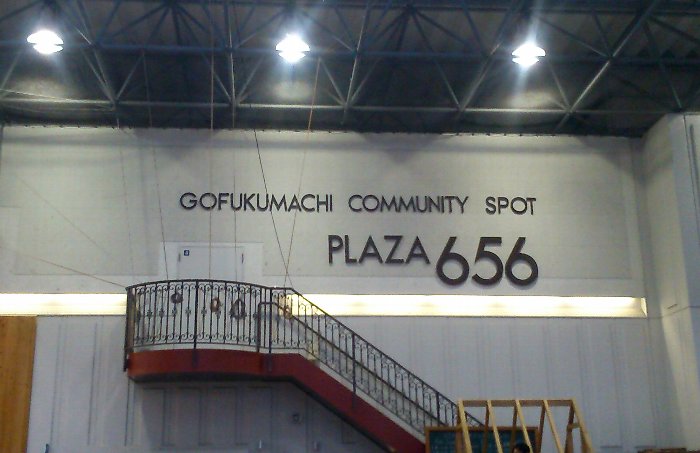 GOFUKUMACHI COMMUNITY SPOT
PLAZA 656